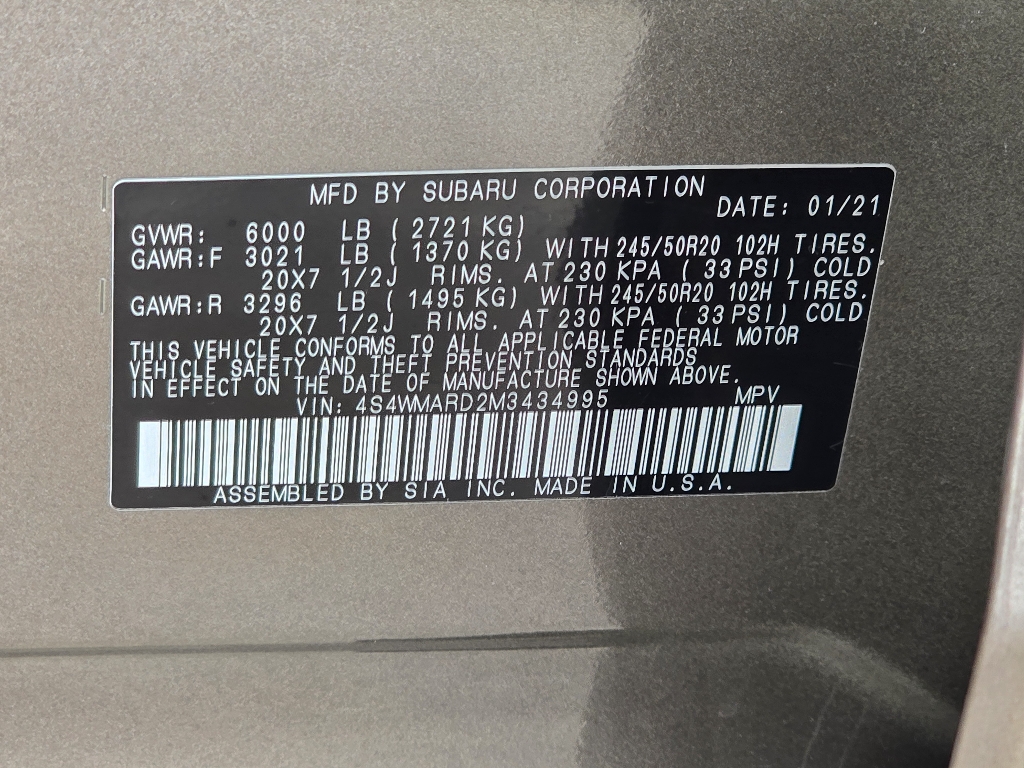 MFD BY SUBARU CORPORATION
DATE: 01/21
GVWR: 6000 LB ( 2721 KG)
GAWR:F 3021 LB ( 1370 KG) WITH 245/50R20 102H TIRES.
20X7 1/2J RIMS. AT 230 KPA ( 33 PSI) COLD
GAWR:R 3296 LB ( 1495 KG) WITH 245/50R20 102H TIRES.
20X7 1/2J RIMS. AT 230 KPA ( 33 PSI) COLD
THIS VEHICLE CONFORMS TO ALL APPLICABLE FEDERAL MOTOR
VEHICLE SAFETY AND THEFT PREVENTION STANDARDS
IN EFFECT ON THE DATE OF MANUFACTURE SHOWN ABOVE.
VIN: 4S4WMARD2M3434995 MPV
ASSEMBLED BY SIA INC. MADE IN U.S.A.